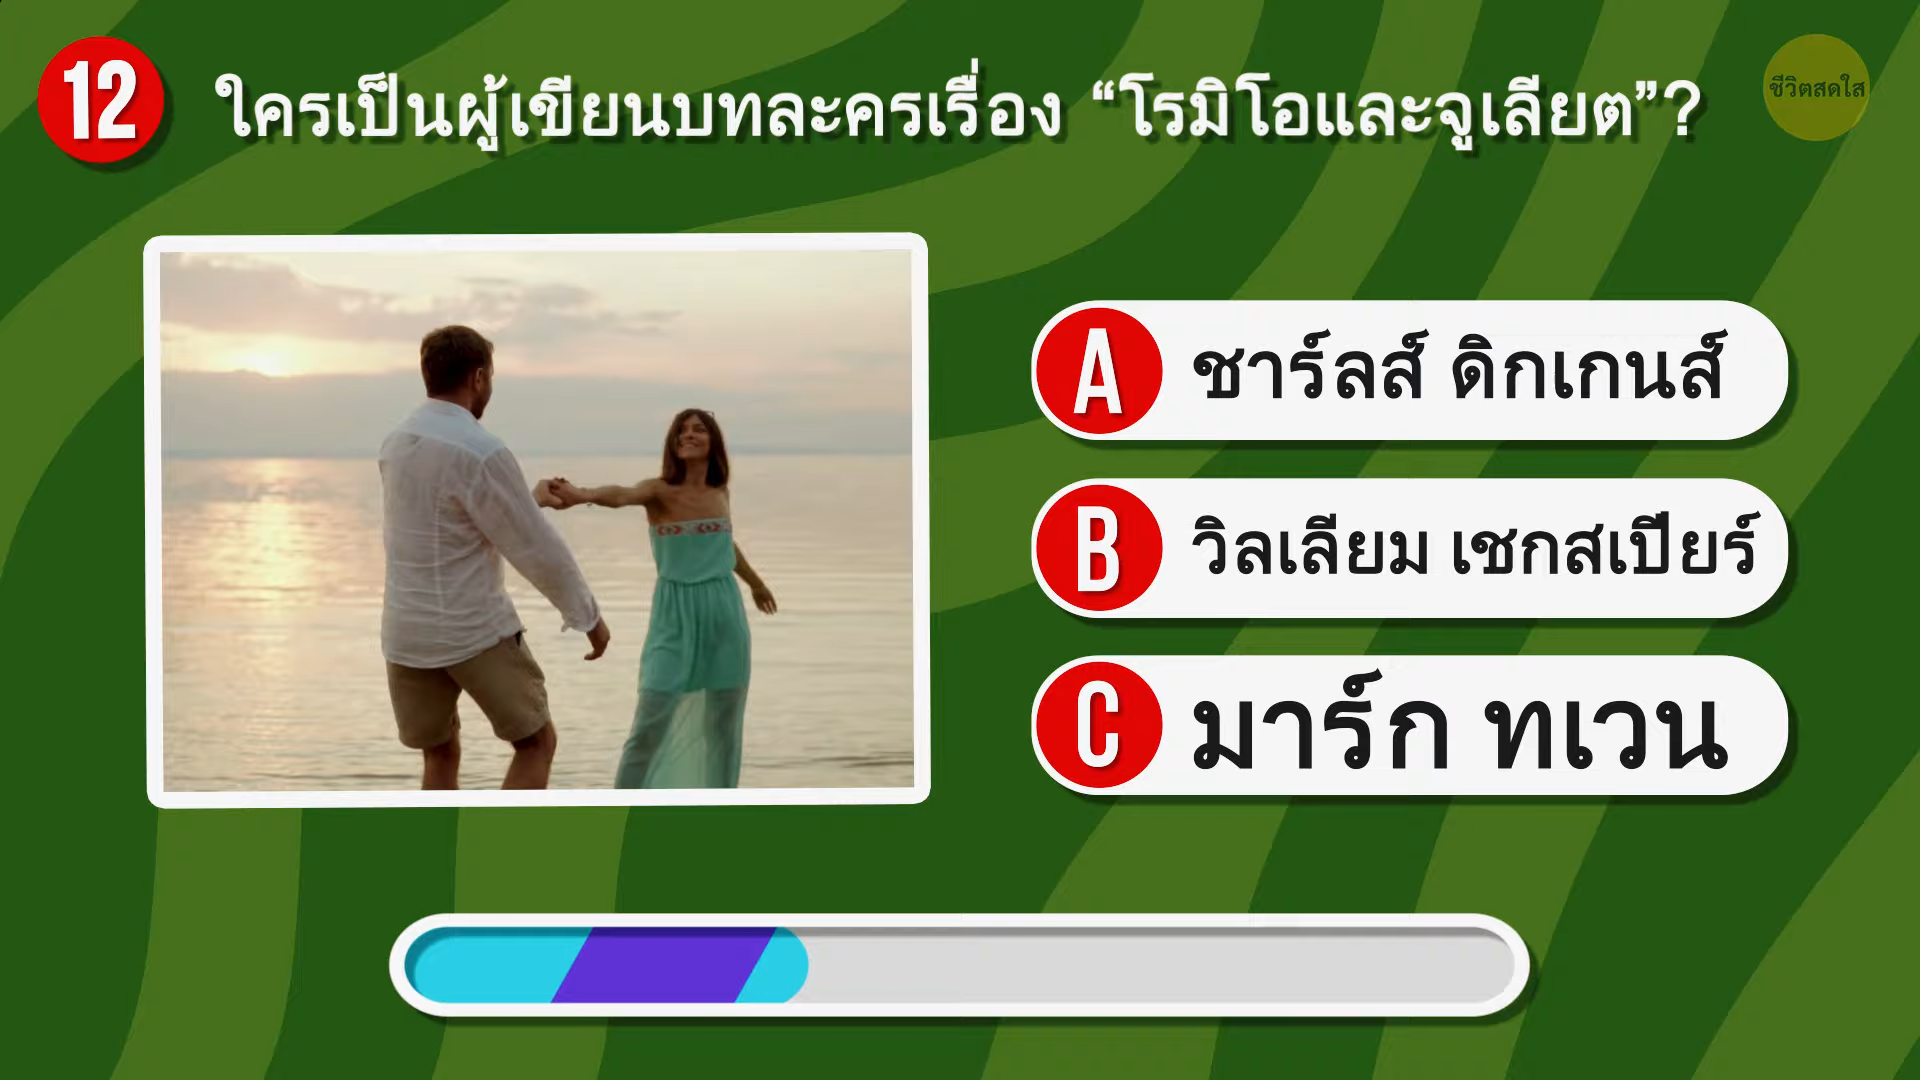 12
ใครเป็นผู้เขียนบทละครเรื่อง “โรมิโอและจูเลียต”?
ชีวิตสดใส
A ชาร์ลส์ ดิกเกนส์
B วิลเลียม เชกสเปียร์
C มาร์ก ทเวน